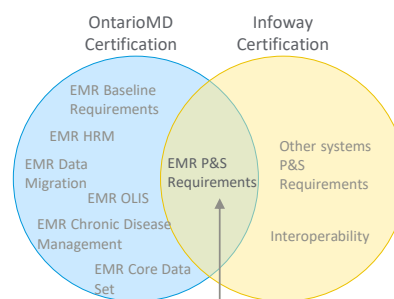 OntarioMD
Certification
Infoway
Certification
EMR Baseline
Requirements
EMR HRM
EMR Data
Migration
EMR OLIS
EMR Chronic Disease
Management
EMR Core Data
Set
EMR P&S
Requirements
Other systems
P&S
Requirements
Interoperability